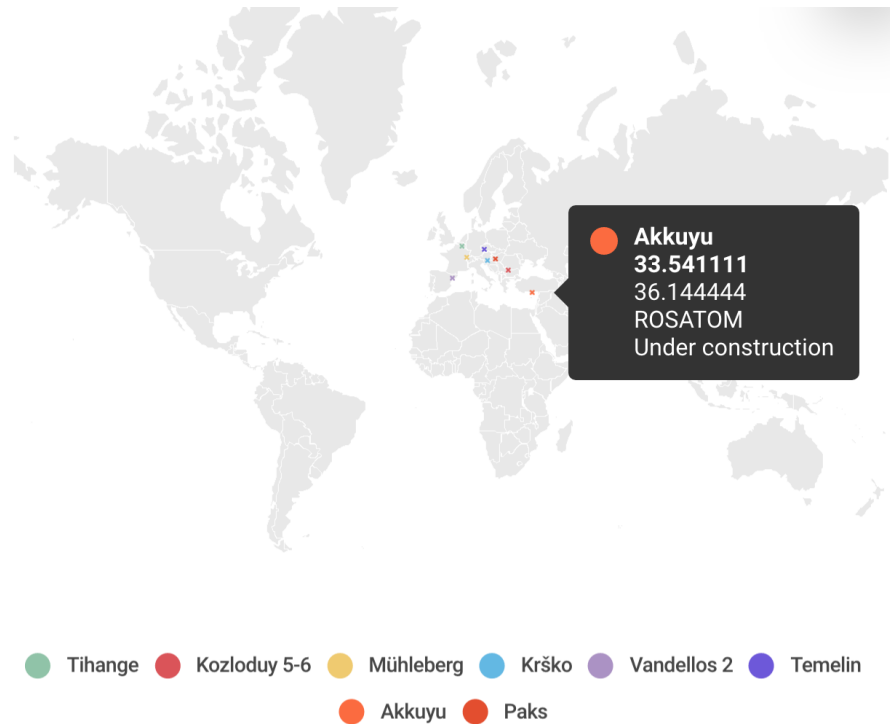 Akkuyu
33.541111
36.144444
ROSATOM
Under construction
Tihange Kozloduy 5-6 Mühleberg Krško Vandellos 2 Temelin
Akkuyu Paks